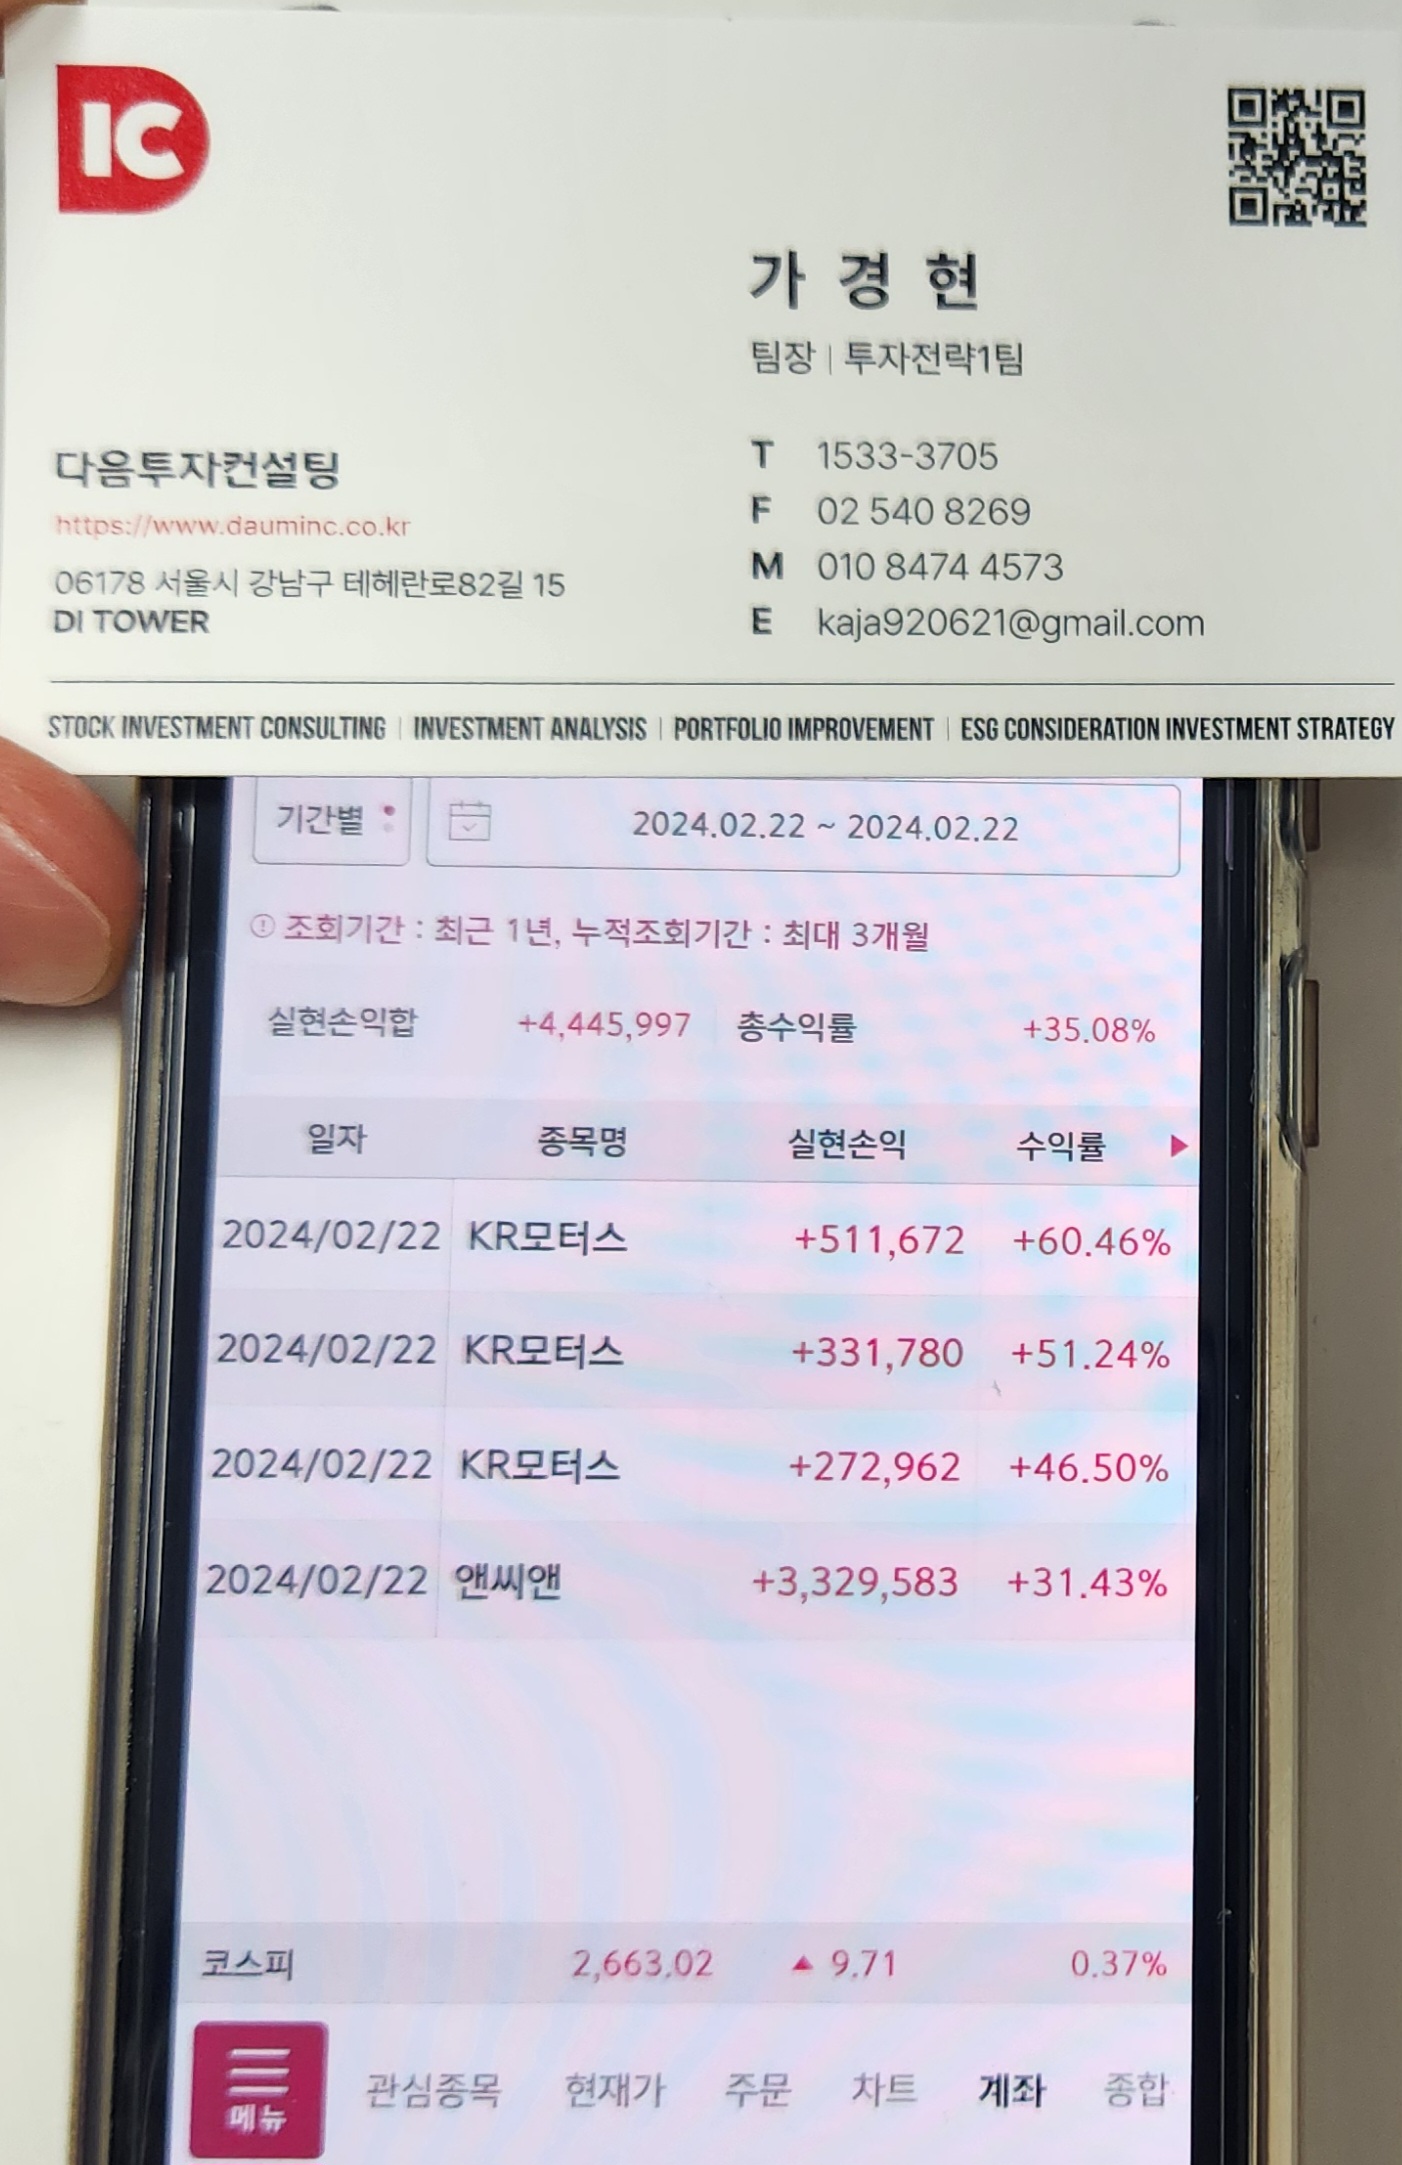 IC
가경현
팀장 | 투자전략1팀
다음투자컨설팅
https://www.dauminc.co.kr
06178 서울시 강남구 테헤란로82길 15
DI TOWER
T 1533-3705
F 02 540 8269
M 010 8474 4573
E kaja920621@gmail.com
STOCK INVESTMENT CONSULTING | INVESTMENT ANALYSIS | PORTFOLIO IMPROVEMENT | ESG CONSIDERATION INVESTMENT STRATEGY
기간별 2024.02.22 ~ 2024.02.22
조회기간 : 최근 1년, 누적조회기간 : 최대 3개월
실현손익합 +4,445,997 총수익률 +35.08%
일자 종목명 실현손익 수익률
2024/02/22 KR모터스 +511,672 +60.46%
2024/02/22 KR모터스 +331,780 +51.24%
2024/02/22 KR모터스 +272,962 +46.50%
2024/02/22 앤씨앤 +3,329,583 +31.43%
코스피 2,663.02 ▲ 9.71 0.37%
메뉴 관심종목 현재가 주문 차트 계좌 종합